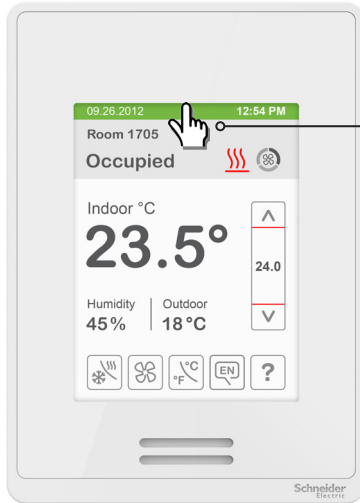 09.26.2012 12:54 PM
Room 1705
Occupied
Indoor °C
23.5°
24.0
Humidity Outdoor
45% 18°C
°F °C EN ?
Schneider
Electric